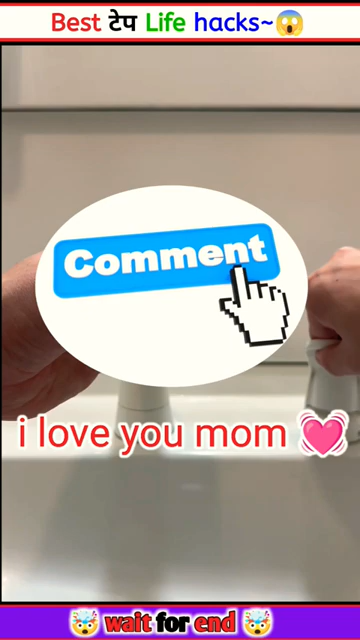 Best टेप Life hacks~😱
Comment
i love you mom 💓
🤯 wait for end 🤯